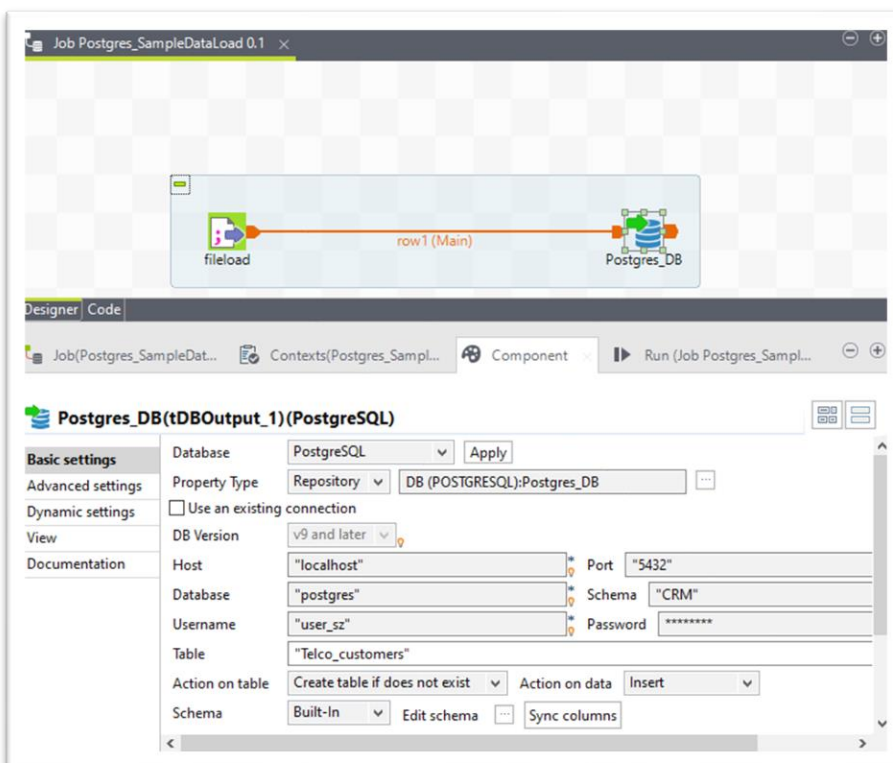 Job Postgres_SampleDataLoad 0.1
row1 (Main)
fileload
Postgres_DB
Designer Code
Job(Postgres_SampleDat... Contexts(Postgres_Sampl... Component Run (Job Postgres_Sampl...
Postgres_DB(tDBOutput_1)(PostgreSQL)
Basic settings
Advanced settings
Dynamic settings
View
Documentation
Database PostgreSQL Apply
Property Type Repository DB (POSTGRESQL):Postgres_DB ...
Use an existing connection
DB Version v9 and later
Host "localhost" * Port "5432"
Database "postgres" * Schema "CRM"
Username "user_sz" * Password ********
Table "Telco_customers"
Action on table Create table if does not exist Action on data Insert
Schema Built-In Edit schema ... Sync columns